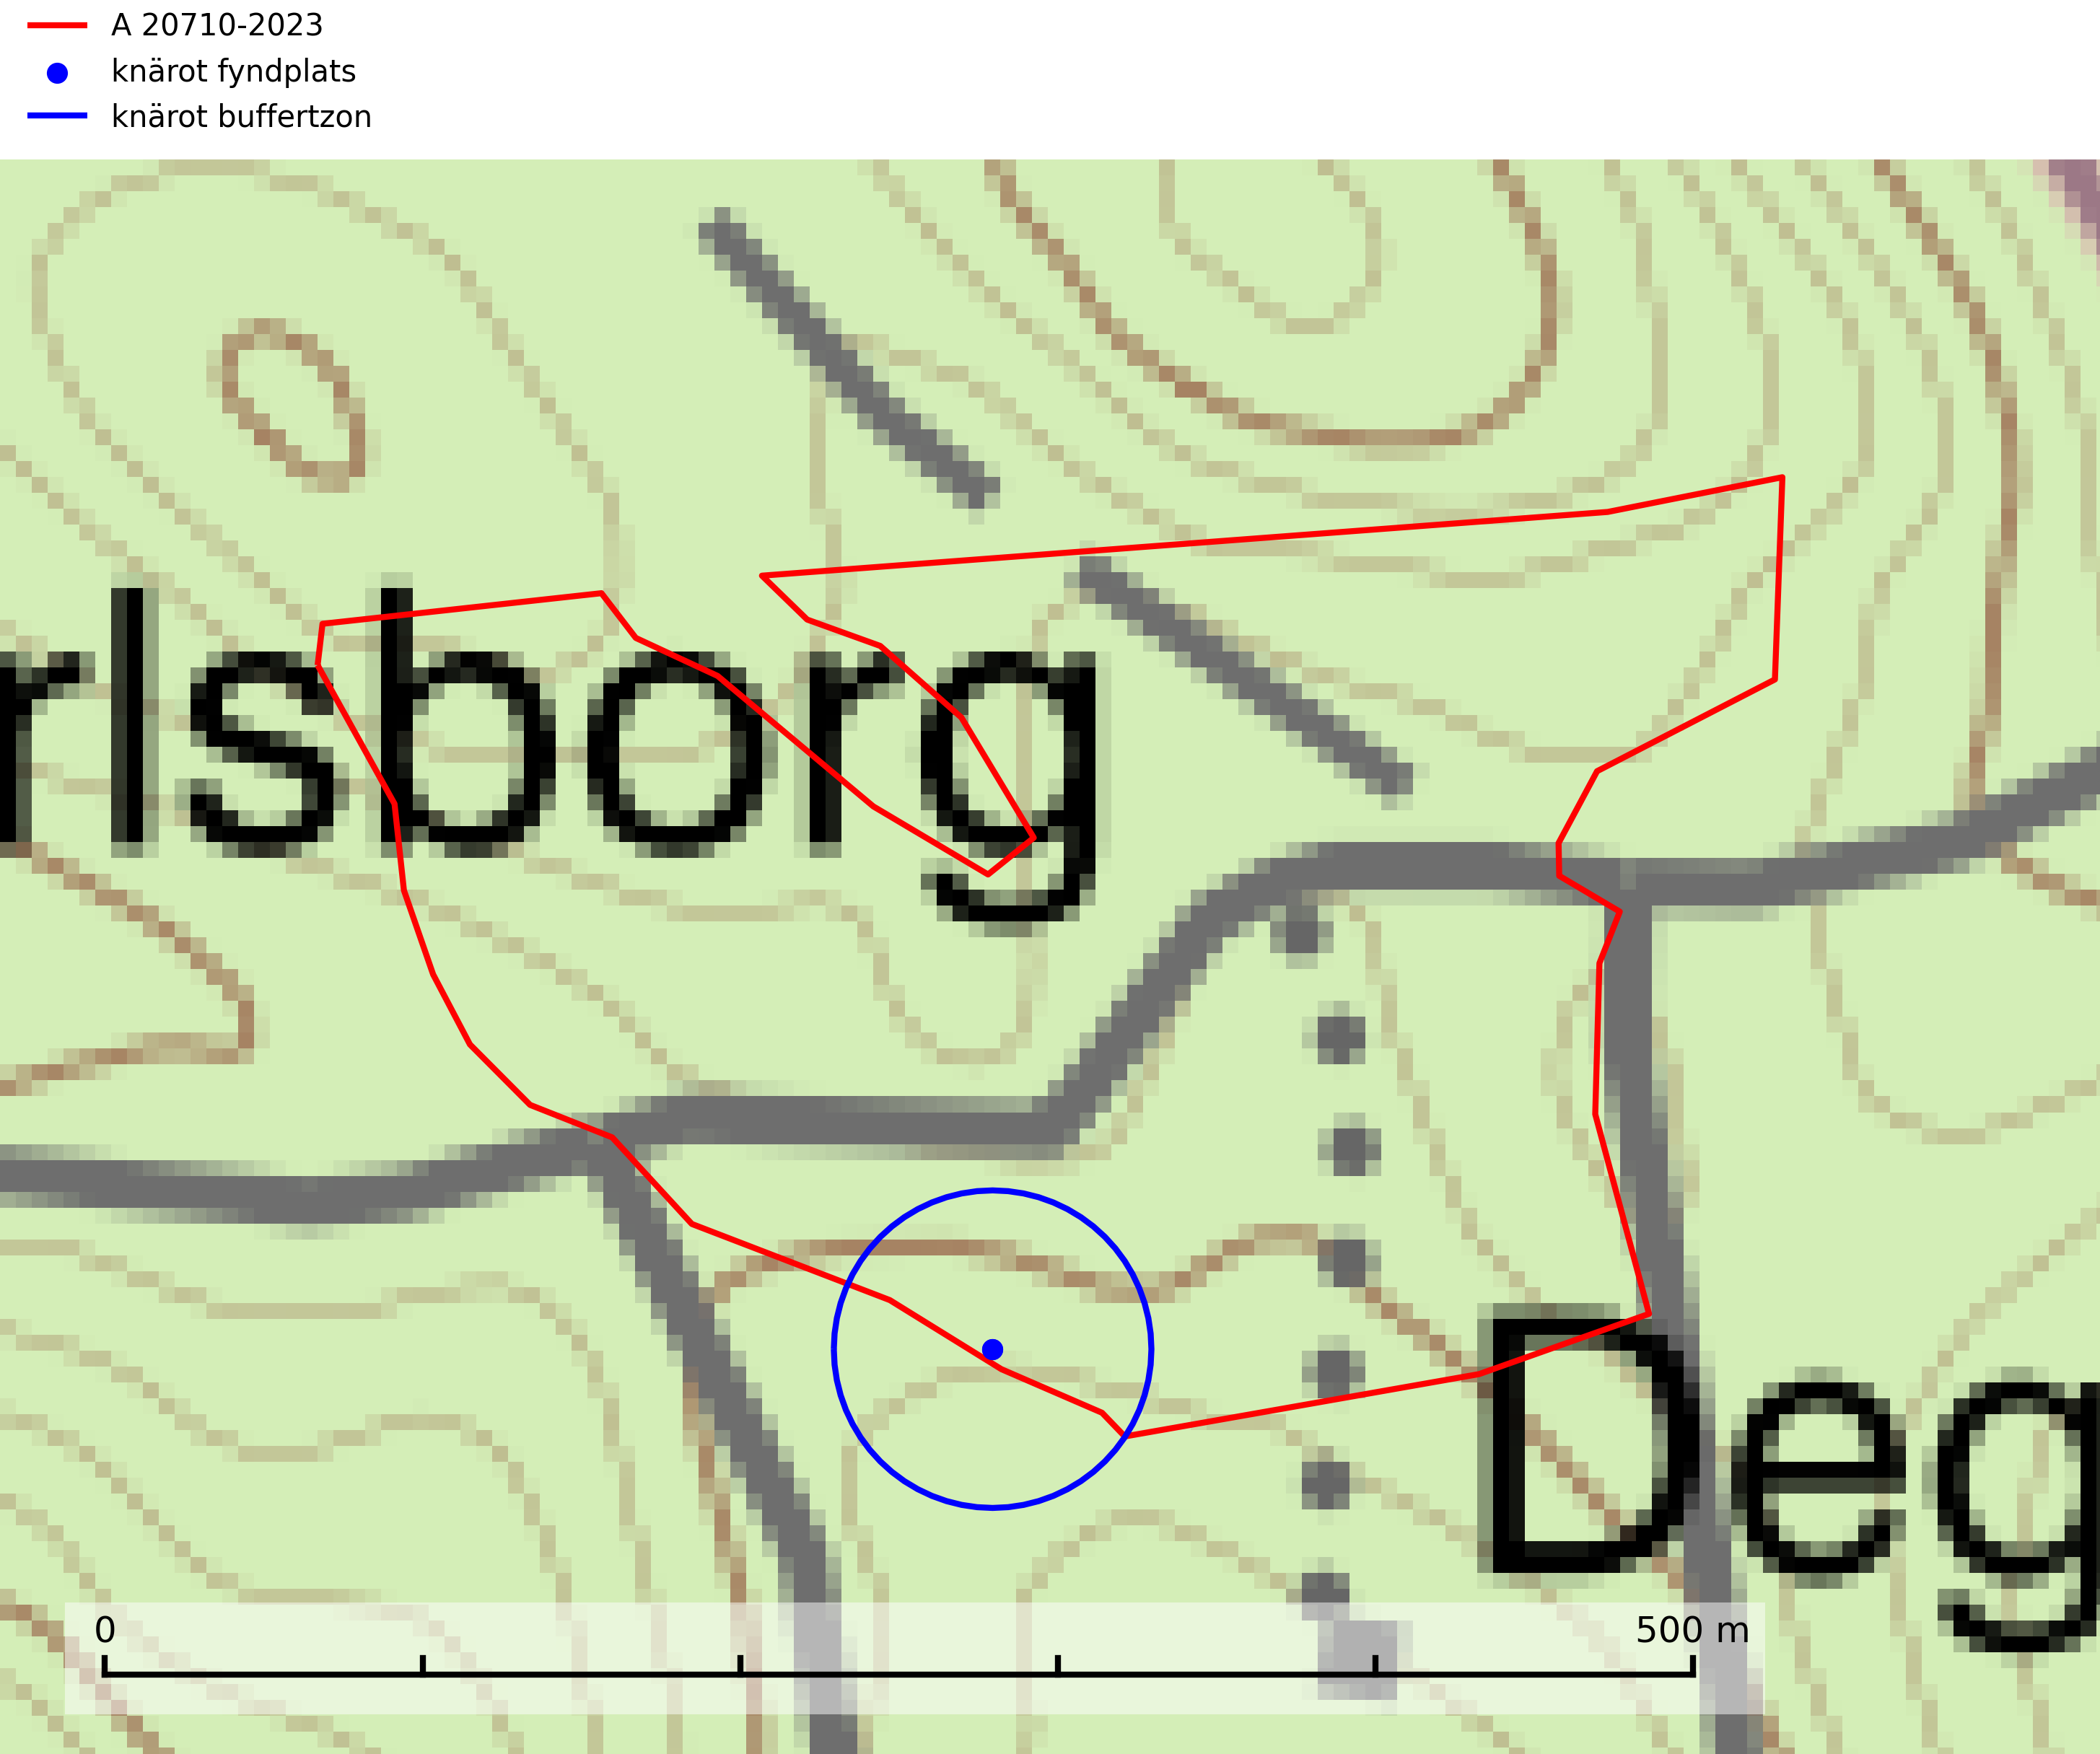 A 20710-2023
knärot fyndplats
knärot buffertzon
rlsborg
Deg
0 500 m